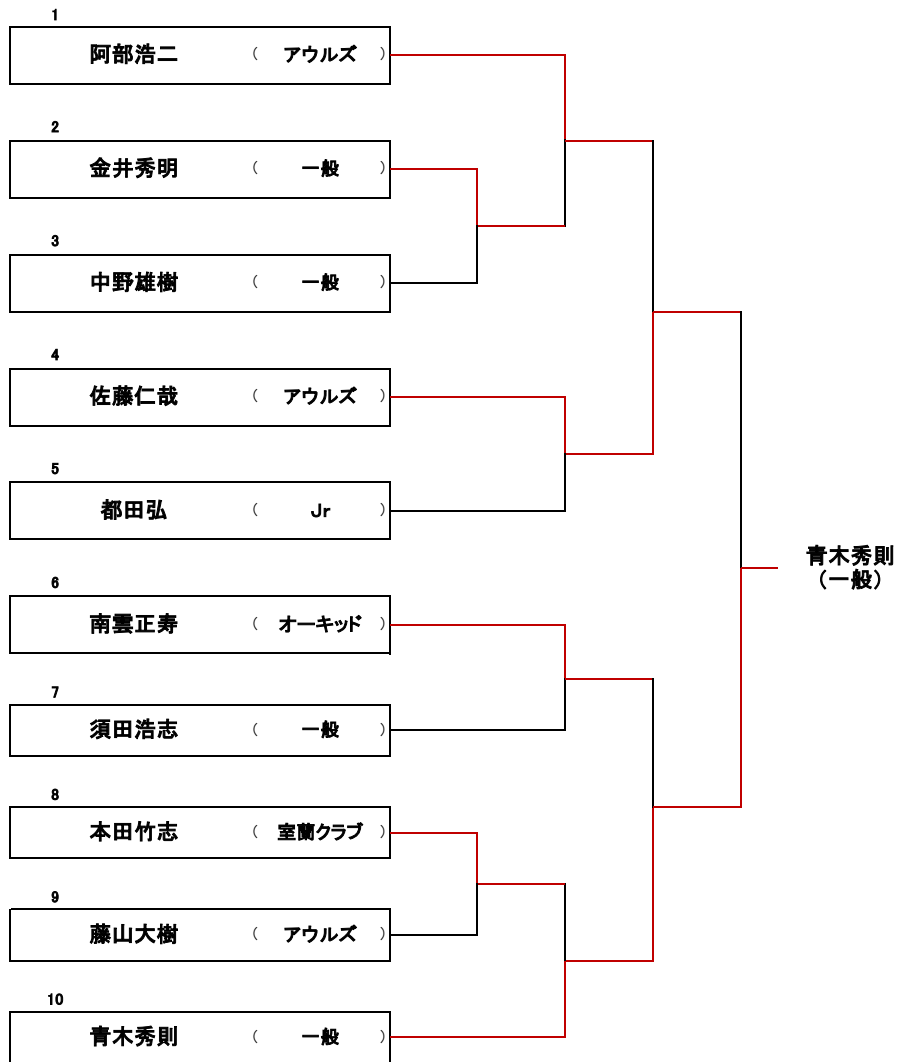 1
阿部浩二 （ アウルズ ）
2
金井秀明 （ 一般 ）
3
中野雄樹 （ 一般 ）
4
佐藤仁哉 （ アウルズ ）
5
都田弘 （ Jr ）
青木秀則
（一般）
6
南雲正寿 （ オーキッド ）
7
須田浩志 （ 一般 ）
8
本田竹志 （ 室蘭クラブ ）
9
藤山大樹 （ アウルズ ）
10
青木秀則 （ 一般 ）